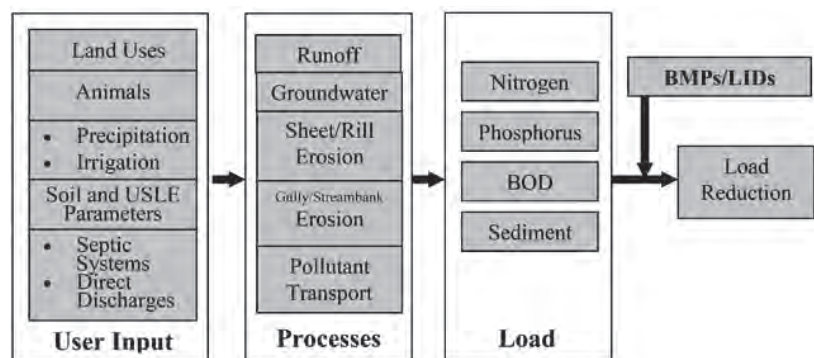 Land Uses
Animals
• Precipitation
• Irrigation
Soil and USLE
Parameters
• Septic
Systems
• Direct
Discharges
User Input
Runoff
Groundwater
Sheet/Rill
Erosion
Gully/Streambank
Erosion
Pollutant
Transport
Processes
Nitrogen
Phosphorus
BOD
Sediment
Load
BMPs/LIDs
Load
Reduction